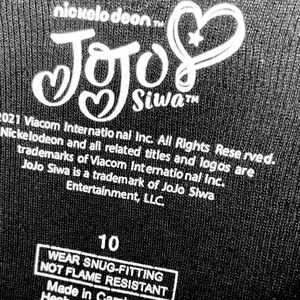 nickelodeon™
JoJo
Siwa™
2021 Viacom International Inc. All Rights Reserved.
Nickelodeon and all related titles and logos are
trademarks of Viacom International Inc.
JoJo Siwa is a trademark of JoJo Siwa
Entertainment, LLC.
10
WEAR SNUG-FITTING
NOT FLAME RESISTANT
Made in